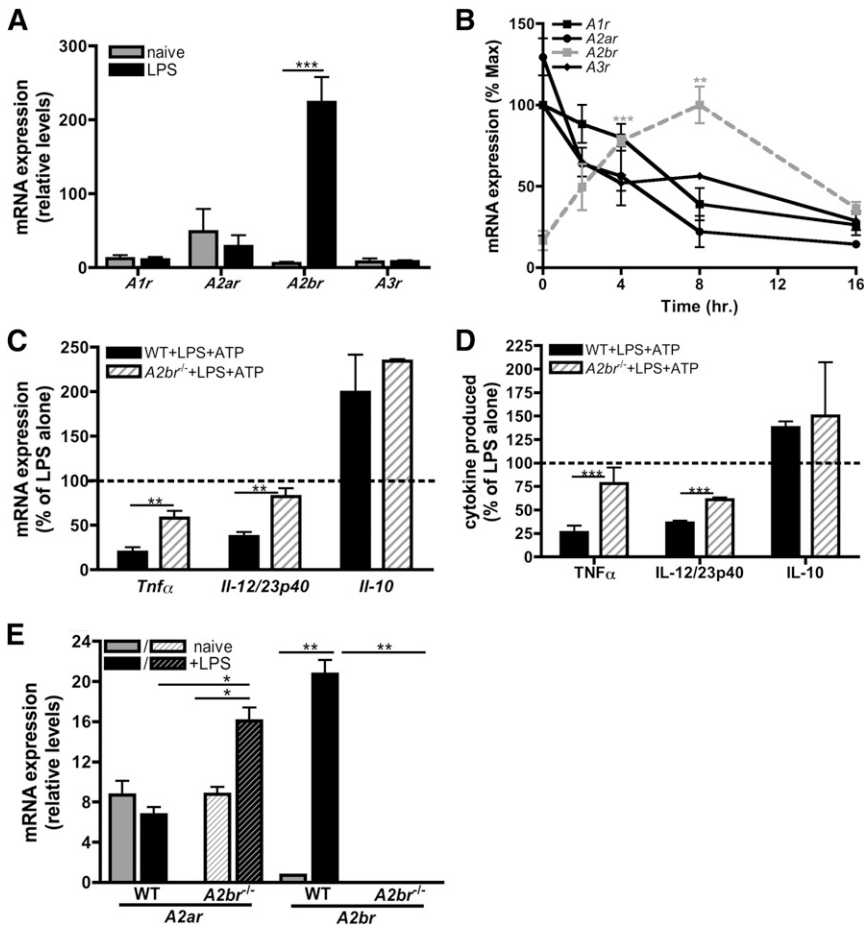 A
mRNA expression
(relative levels)
300
200
100
0
naive
LPS
***
A1r
A2ar
A2br
A3r
B
mRNA expression (% Max)
150
100
50
0
A1r
A2ar
A2br
A3r
***
**
0
4
8
12
16
Time (hr.)
C
mRNA expression
(% of LPS alone)
250
200
150
100
50
0
WT+LPS+ATP
A2br-/-+LPS+ATP
**
**
Tnfα
Il-12/23p40
Il-10
D
cytokine produced
(% of LPS alone)
225
200
175
150
125
100
75
50
25
0
WT+LPS+ATP
A2br-/-+LPS+ATP
***
***
TNFα
IL-12/23p40
IL-10
E
mRNA expression
(relative levels)
24
20
16
12
8
4
0
/ naive
/ +LPS
*
*
**
**
WT
A2br-/-
WT
A2br-/-
A2ar
A2br